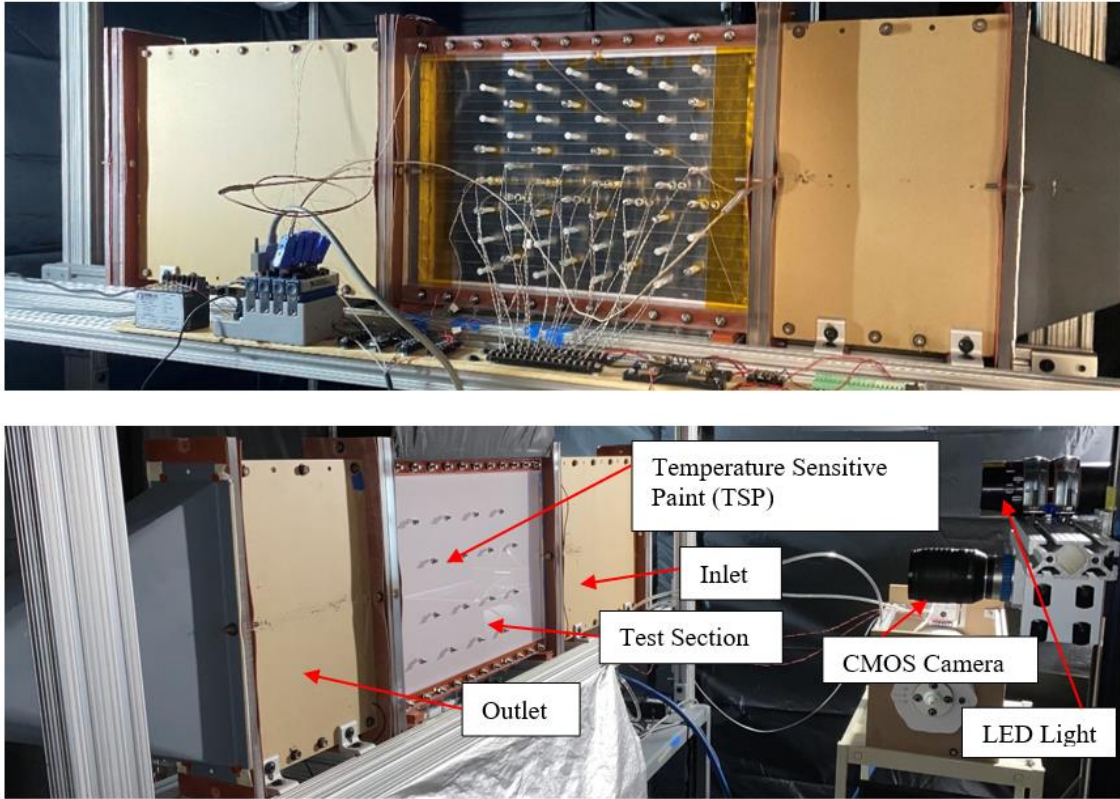 Temperature Sensitive
Paint (TSP)
Inlet
Test Section
CMOS Camera
Outlet
LED Light